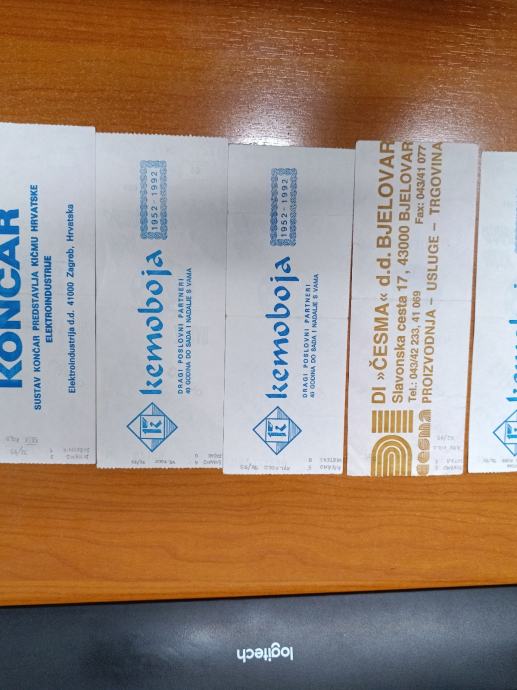 KONČAR
SUSTAV KONČAR PREDSTAVLJA KIČMU HRVATSKE
ELEKTROINDUSTRIJE
Elektroindustrija d.d. 41000 Zagreb, Hrvatska
kemoboja
1952-1992
DRAGI POSLOVNI PARTNERI
40 GODINA DO SADA I NADALJE S VAMA
kemoboja
1952-1992
DRAGI POSLOVNI PARTNERI
40 GODINA DO SADA I NADALJE S VAMA
DI »ČESMA« d.d. BJELOVAR
Slavonska cesta 17, 43000 BJELOVAR
Tel.: 043/42 233, 41 069 Fax: 043/41 077
PROIZVODNJA – USLUGE – TRGOVINA
česma
logitech